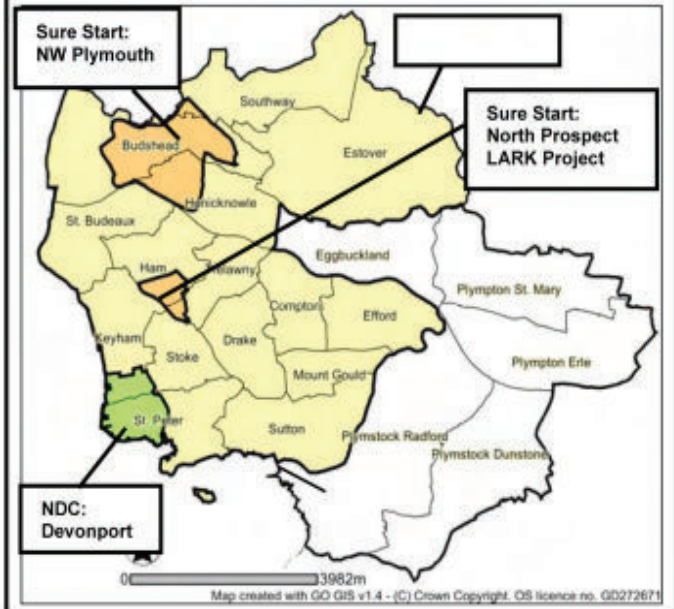 Sure Start:
NW Plymouth
Southway
Sure Start:
North Prospect
LARK Project
Budshead
Estover
Honicknowle
St. Budeaux
Eggbuckland
Ham
Trelawny
Plympton St. Mary
Compton
Efford
Keyham
Drake
Stoke
Plympton Erle
Mount Gould
St. Peter
Sutton
Plymstock Radford
Plymstock Dunstone
NDC:
Devonport
0 3982m
Map created with GO GIS v1.4 - (C) Crown Copyright. OS licence no. GD272671